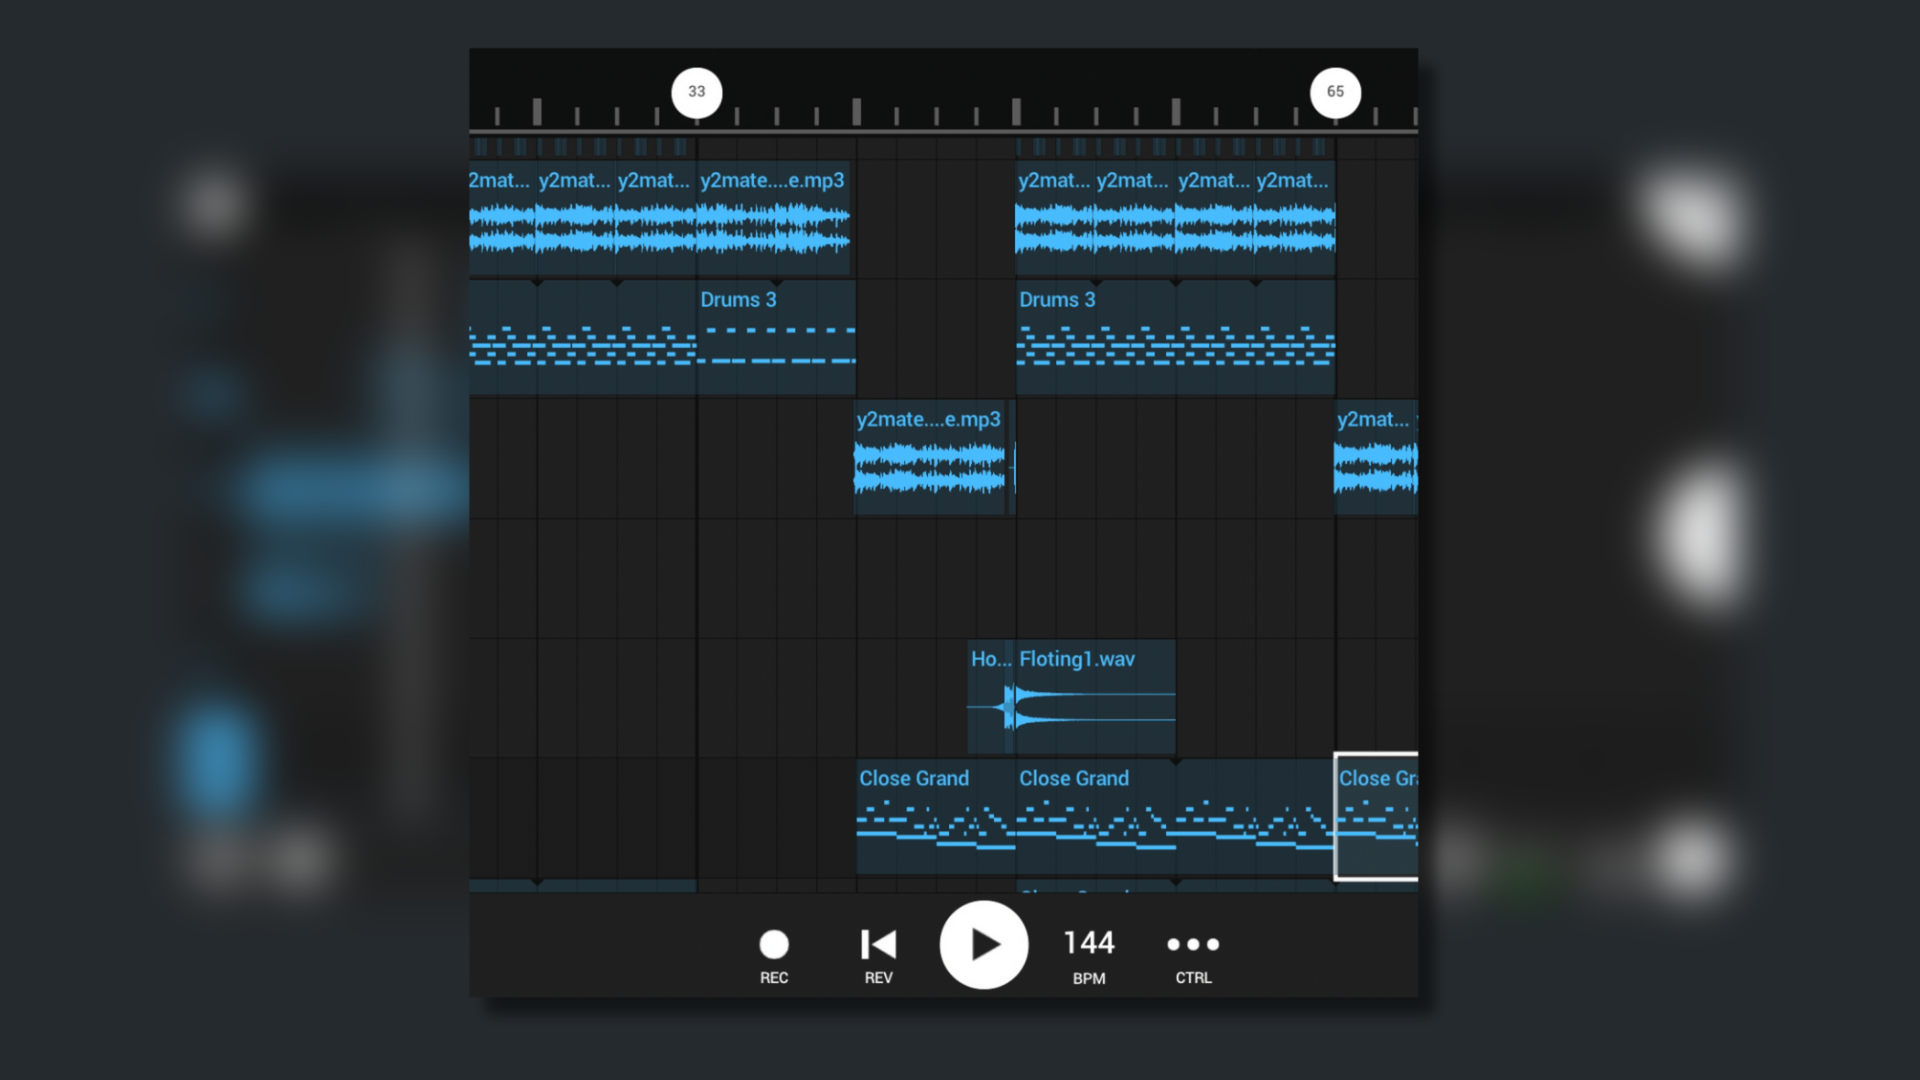 33 65
2mat... y2mat... y2mat... y2mate....e.mp3 y2mat... y2mat... y2mat... y2mat...
Drums 3 Drums 3
y2mate....e.mp3 y2mat...
Ho... Floting1.wav
Close Grand Close Grand Close Gr
144
REC REV BPM CTRL